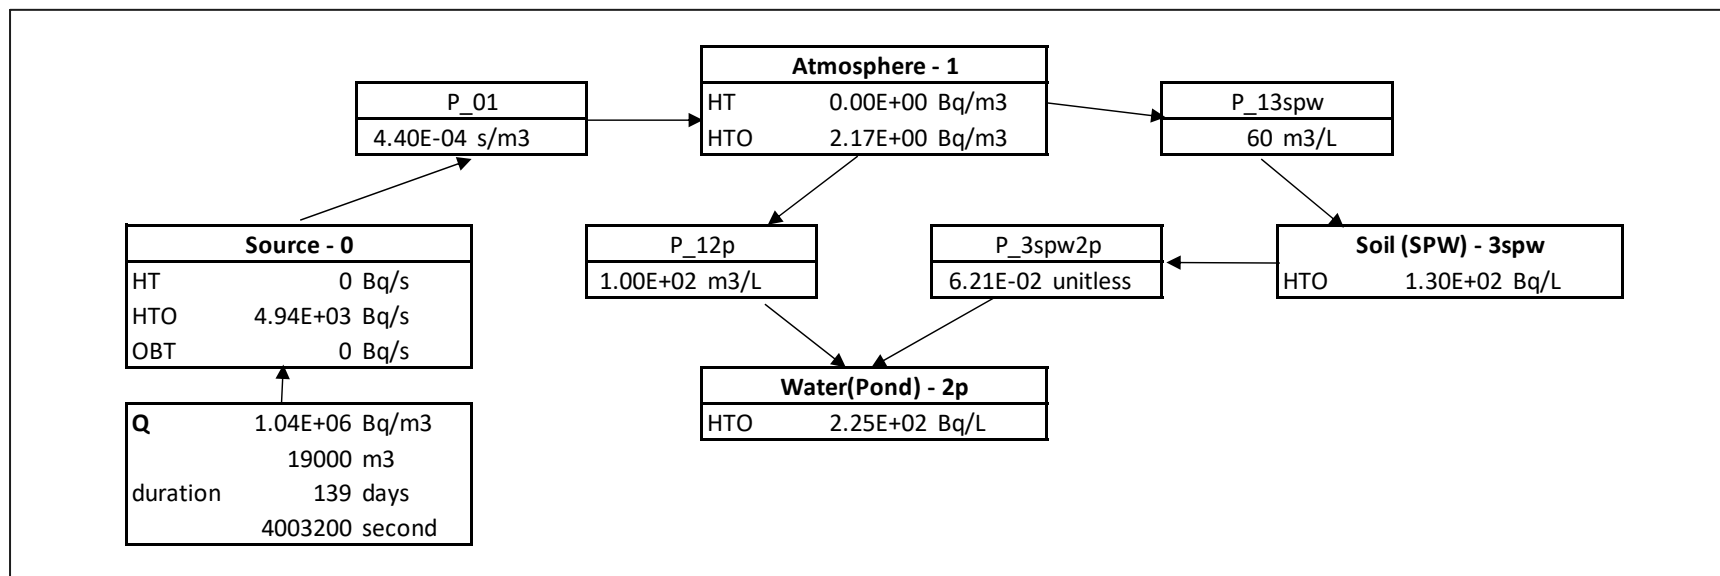 Atmosphere - 1
HT 0.00E+00 Bq/m3
HTO 2.17E+00 Bq/m3
P_01
4.40E-04 s/m3
P_13spw
60 m3/L
Source - 0
HT 0 Bq/s
HTO 4.94E+03 Bq/s
OBT 0 Bq/s
P_12p
1.00E+02 m3/L
P_3spw2p
6.21E-02 unitless
Soil (SPW) - 3spw
HTO 1.30E+02 Bq/L
Water(Pond) - 2p
HTO 2.25E+02 Bq/L
Q 1.04E+06 Bq/m3
19000 m3
duration 139 days
4003200 second